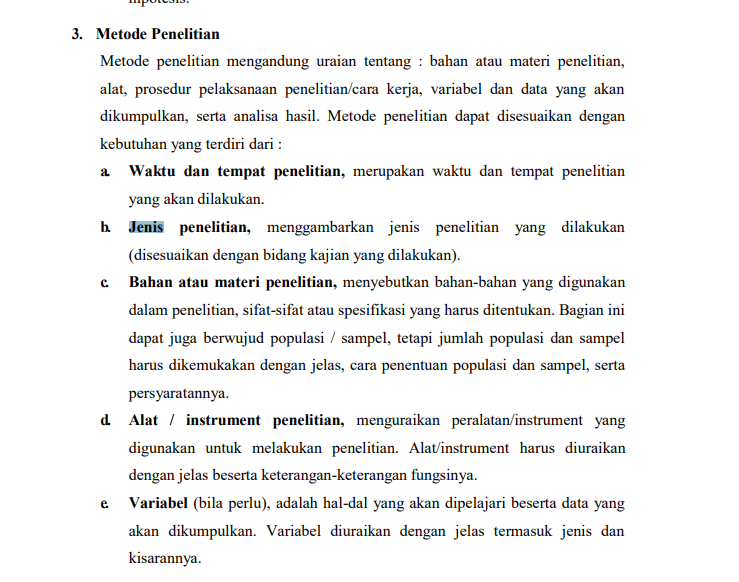 hipotesis.
3. Metode Penelitian
Metode penelitian mengandung uraian tentang : bahan atau materi penelitian,
alat, prosedur pelaksanaan penelitian/cara kerja, variabel dan data yang akan
dikumpulkan, serta analisa hasil. Metode penelitian dapat disesuaikan dengan
kebutuhan yang terdiri dari :
a. Waktu dan tempat penelitian, merupakan waktu dan tempat penelitian
yang akan dilakukan.
b. Jenis penelitian, menggambarkan jenis penelitian yang dilakukan
(disesuaikan dengan bidang kajian yang dilakukan).
c. Bahan atau materi penelitian, menyebutkan bahan-bahan yang digunakan
dalam penelitian, sifat-sifat atau spesifikasi yang harus ditentukan. Bagian ini
dapat juga berwujud populasi / sampel, tetapi jumlah populasi dan sampel
harus dikemukakan dengan jelas, cara penentuan populasi dan sampel, serta
persyaratannya.
d. Alat / instrument penelitian, menguraikan peralatan/instrument yang
digunakan untuk melakukan penelitian. Alat/instrument harus diuraikan
dengan jelas beserta keterangan-keterangan fungsinya.
e. Variabel (bila perlu), adalah hal-dal yang akan dipelajari beserta data yang
akan dikumpulkan. Variabel diuraikan dengan jelas termasuk jenis dan
kisarannya.